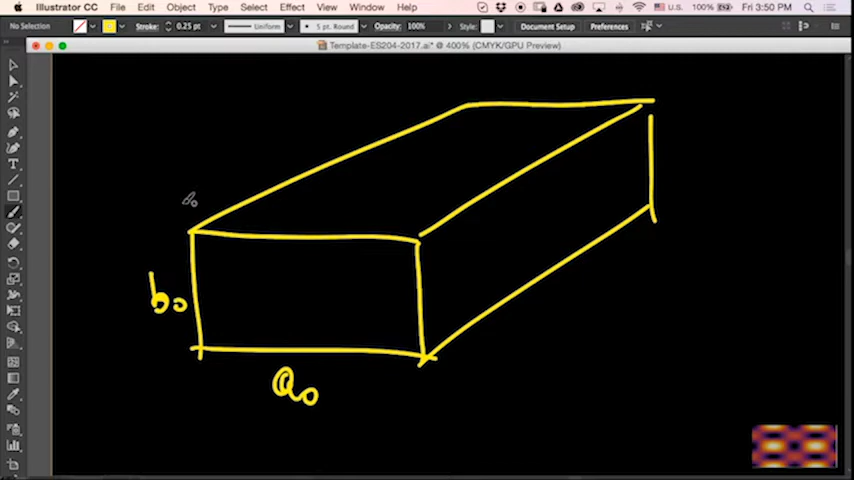 Illustrator CC File Edit Object Type Select Effect View Window Help U.S. 100% Fri 3:50 PM
No Selection Stroke: 0.25 pt Uniform 5 pt. Round Opacity: 100% Style: Document Setup Preferences
Template-ES204-2017.ai* @ 400% (CMYK/GPU Preview)
b₀
a₀